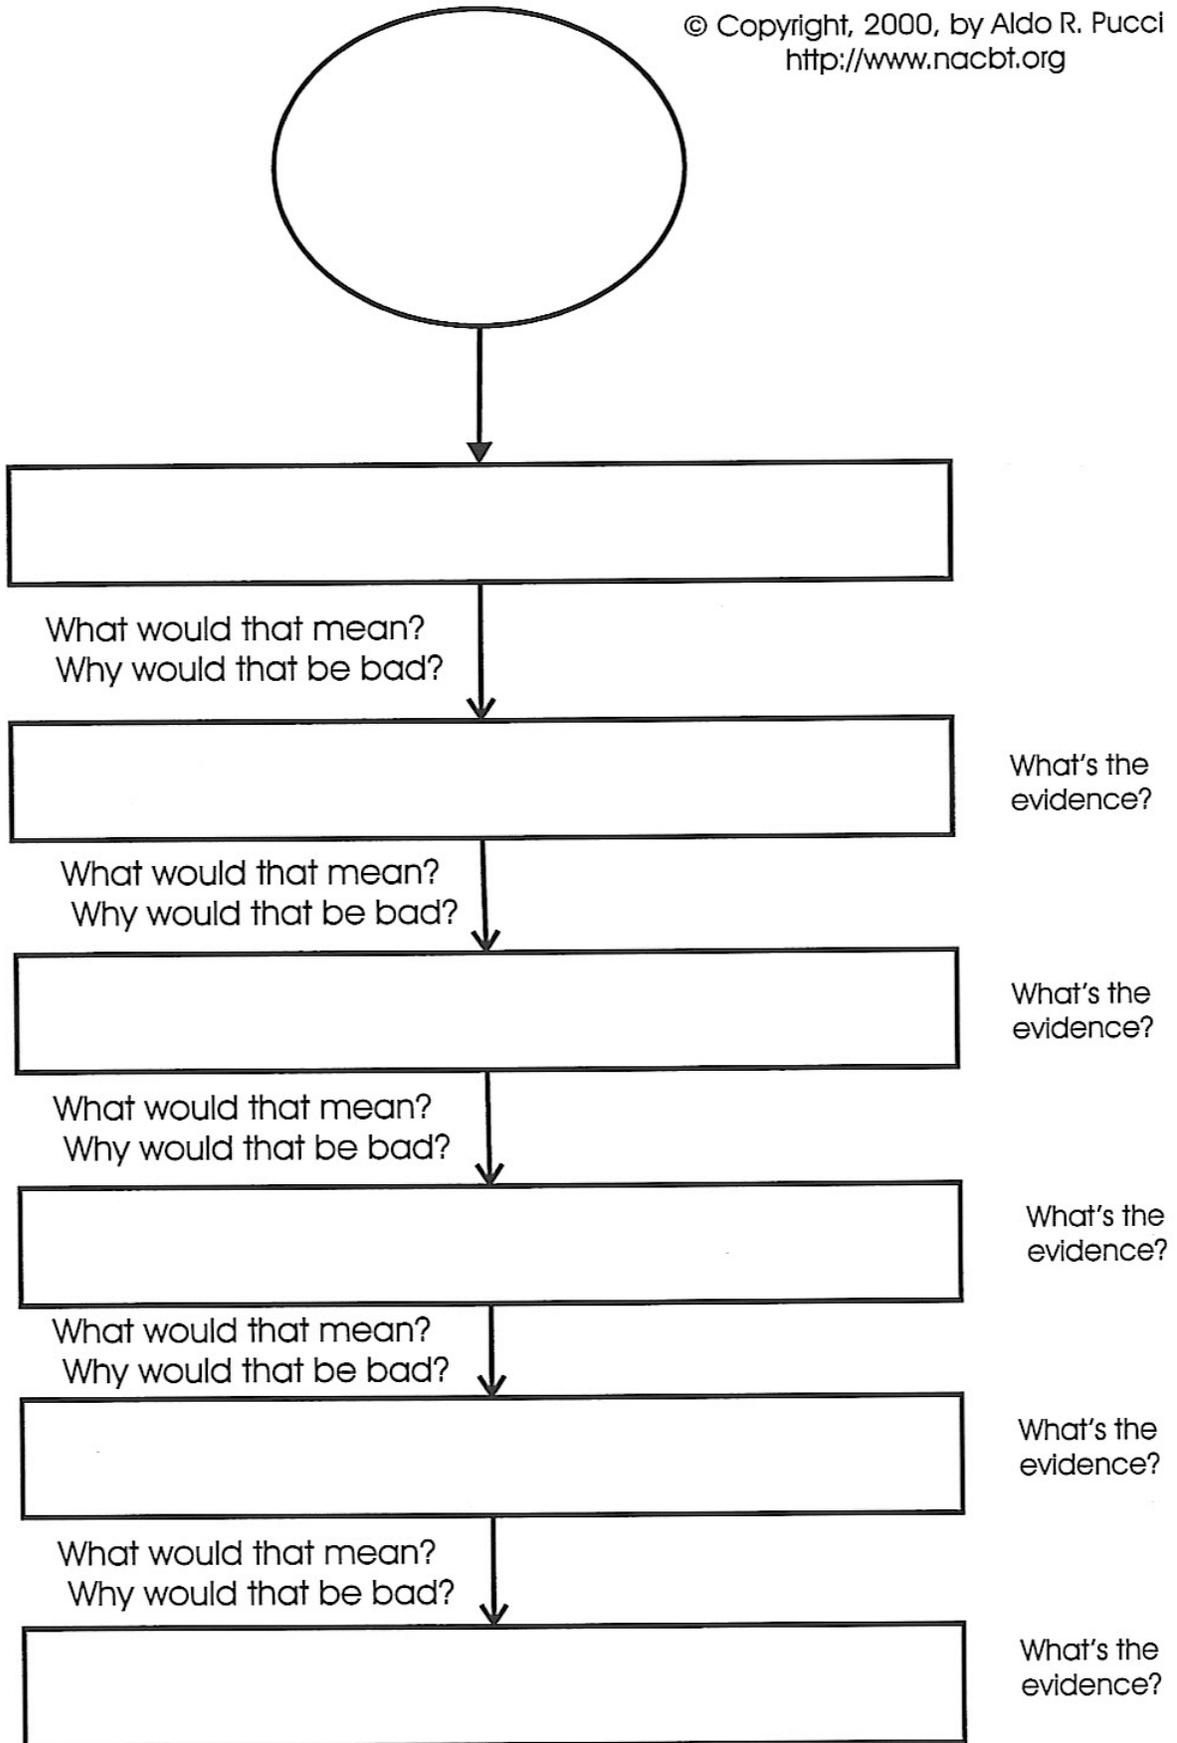 © Copyright, 2000, by Aldo R. Pucci
http://www.nacbt.org
What would that mean?
Why would that be bad?
What's the
evidence?
What would that mean?
Why would that be bad?
What's the
evidence?
What would that mean?
Why would that be bad?
What's the
evidence?
What would that mean?
Why would that be bad?
What's the
evidence?
What would that mean?
Why would that be bad?
What's the
evidence?